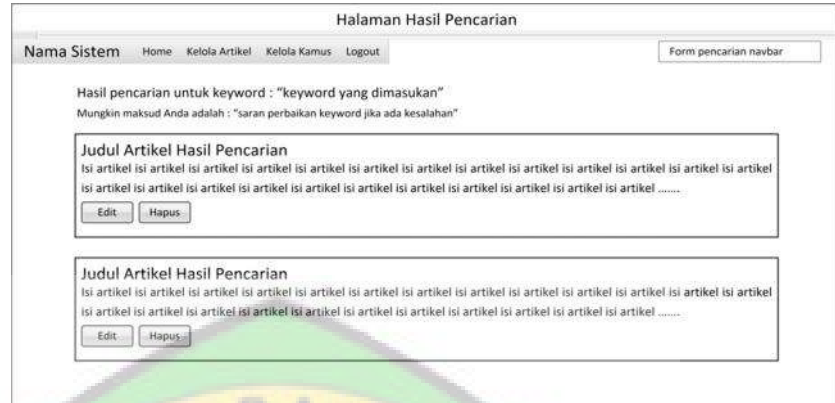 Halaman Hasil Pencarian
Nama Sistem Home Kelola Artikel Kelola Kamus Logout Form pencarian navbar
Hasil pencarian untuk keyword : "keyword yang dimasukan"
Mungkin maksud Anda adalah : "saran perbaikan keyword jika ada kesalahan"
Judul Artikel Hasil Pencarian
Isi artikel isi artikel isi artikel isi artikel isi artikel isi artikel isi artikel isi artikel isi artikel isi artikel isi artikel isi artikel isi artikel
isi artikel isi artikel isi artikel isi artikel isi artikel isi artikel isi artikel isi artikel isi artikel isi artikel isi artikel .......
Edit Hapus
Judul Artikel Hasil Pencarian
Isi artikel isi artikel isi artikel isi artikel isi artikel isi artikel isi artikel isi artikel isi artikel isi artikel isi artikel isi artikel isi artikel
isi artikel isi artikel isi artikel isi artikel isi artikel isi artikel isi artikel isi artikel isi artikel isi artikel isi artikel .......
Edit Hapus